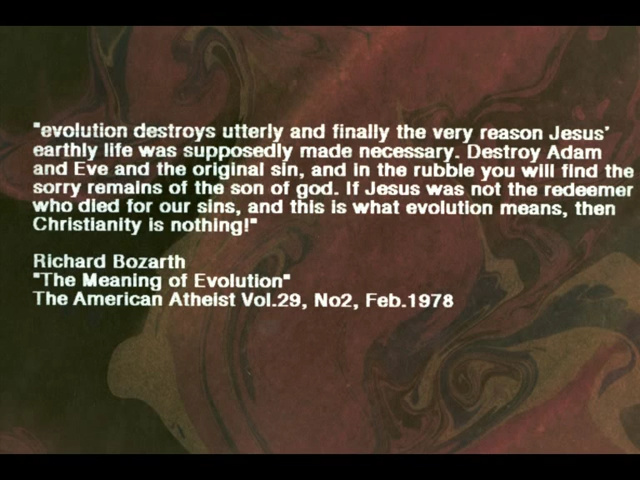 "evolution destroys utterly and finally the very reason Jesus'
earthly life was supposedly made necessary. Destroy Adam
and Eve and the original sin, and in the rubble you will find the
sorry remains of the son of god. If Jesus was not the redeemer
who died for our sins, and this is what evolution means, then
Christianity is nothing!"
Richard Bozarth
"The Meaning of Evolution"
The American Atheist Vol.29, No2, Feb.1978